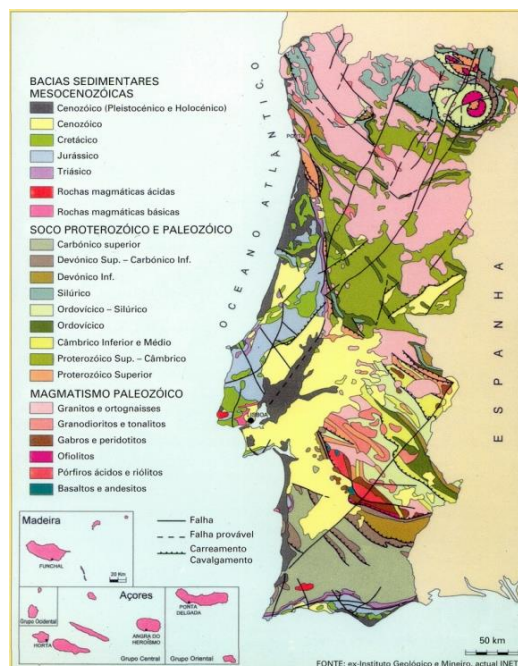 BACIAS SEDIMENTARES
MESOCENOZÓICAS
Cenozóico (Pleistocénico e Holocénico)
Cenozóico
Cretácico
Jurássico
Triásico
Rochas magmáticas ácidas
Rochas magmáticas básicas
SOCO PROTEROZÓICO E PALEOZÓICO
Carbónico superior
Devónico Sup. – Carbónico Inf.
Devónico Inf.
Silúrico
Ordovícico – Silúrico
Ordovícico
Câmbrico Inferior e Médio
Proterozóico Sup. – Câmbrico
Proterozóico Superior
MAGMATISMO PALEOZÓICO
Granitos e ortognaisses
Granodioritos e tonalitos
Gabros e peridotitos
Ofiolitos
Pórfiros ácidos e riólitos
Basaltos e andesitos
OCEANO ATLÂNTICO
ESPANHA
LISBOA
Madeira
FUNCHAL
20 Km
Açores
Grupo Ocidental
HORTA
ANGRA DO
HEROÍSMO
Grupo Central
PONTA
DELGADA
Grupo Oriental
Falha
Falha provável
Carreamento
Cavalgamento
50 km
FONTE: ex-Instituto Geológico e Mineiro, actual INETI